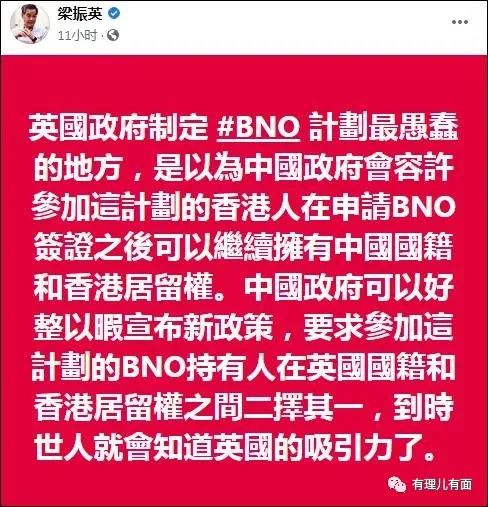 梁振英
11小时 ·
英國政府制定 #BNO 計劃最愚蠢
的地方，是以為中國政府會容許
參加這計劃的香港人在申請BNO
簽證之後可以繼續擁有中國國籍
和香港居留權。中國政府可以好
整以暇宣布新政策，要求參加這
計劃的BNO持有人在英國國籍和
香港居留權之間二擇其一，到時
世人就會知道英國的吸引力了。
有理儿有面